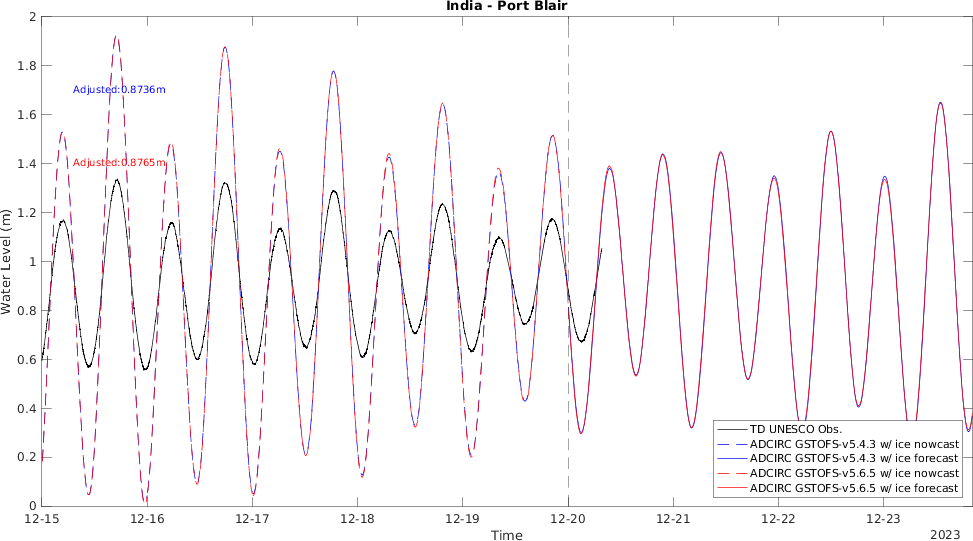 India - Port Blair
2
1.8
1.6
1.4
1.2
1
0.8
0.6
0.4
0.2
0
Water Level (m)
Adjusted:0.8736m
Adjusted:0.8765m
TD UNESCO Obs.
ADCIRC GSTOFS-v5.4.3 w/ ice nowcast
ADCIRC GSTOFS-v5.4.3 w/ ice forecast
ADCIRC GSTOFS-v5.6.5 w/ ice nowcast
ADCIRC GSTOFS-v5.6.5 w/ ice forecast
12-15 12-16 12-17 12-18 12-19 12-20 12-21 12-22 12-23
Time
2023